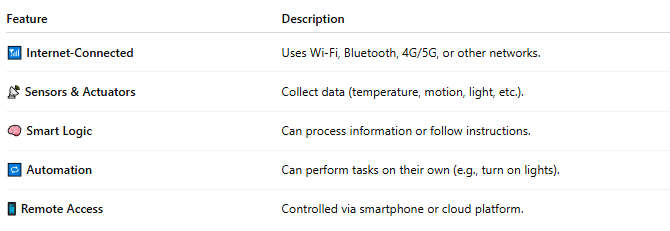 Feature Description
📶 Internet-Connected Uses Wi-Fi, Bluetooth, 4G/5G, or other networks.
📡 Sensors & Actuators Collect data (temperature, motion, light, etc.).
🧠 Smart Logic Can process information or follow instructions.
🔁 Automation Can perform tasks on their own (e.g., turn on lights).
📱 Remote Access Controlled via smartphone or cloud platform.